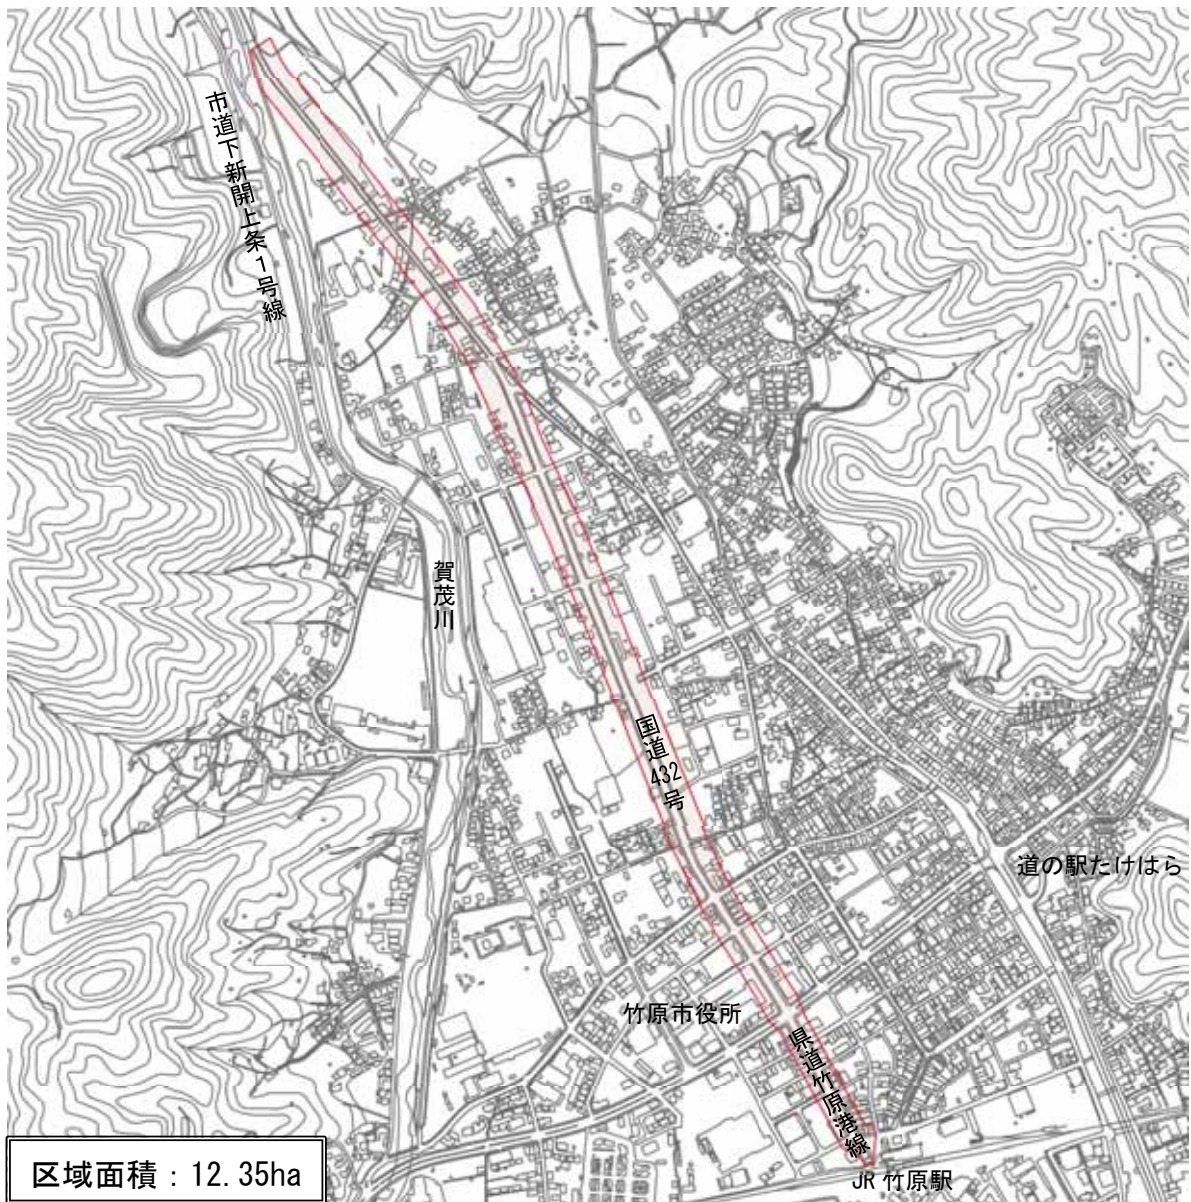 市道下新開上条1号線
賀茂川
国道432号
道の駅たけはら
竹原市役所
県道竹原港線
区域面積：12.35ha
JR 竹原駅